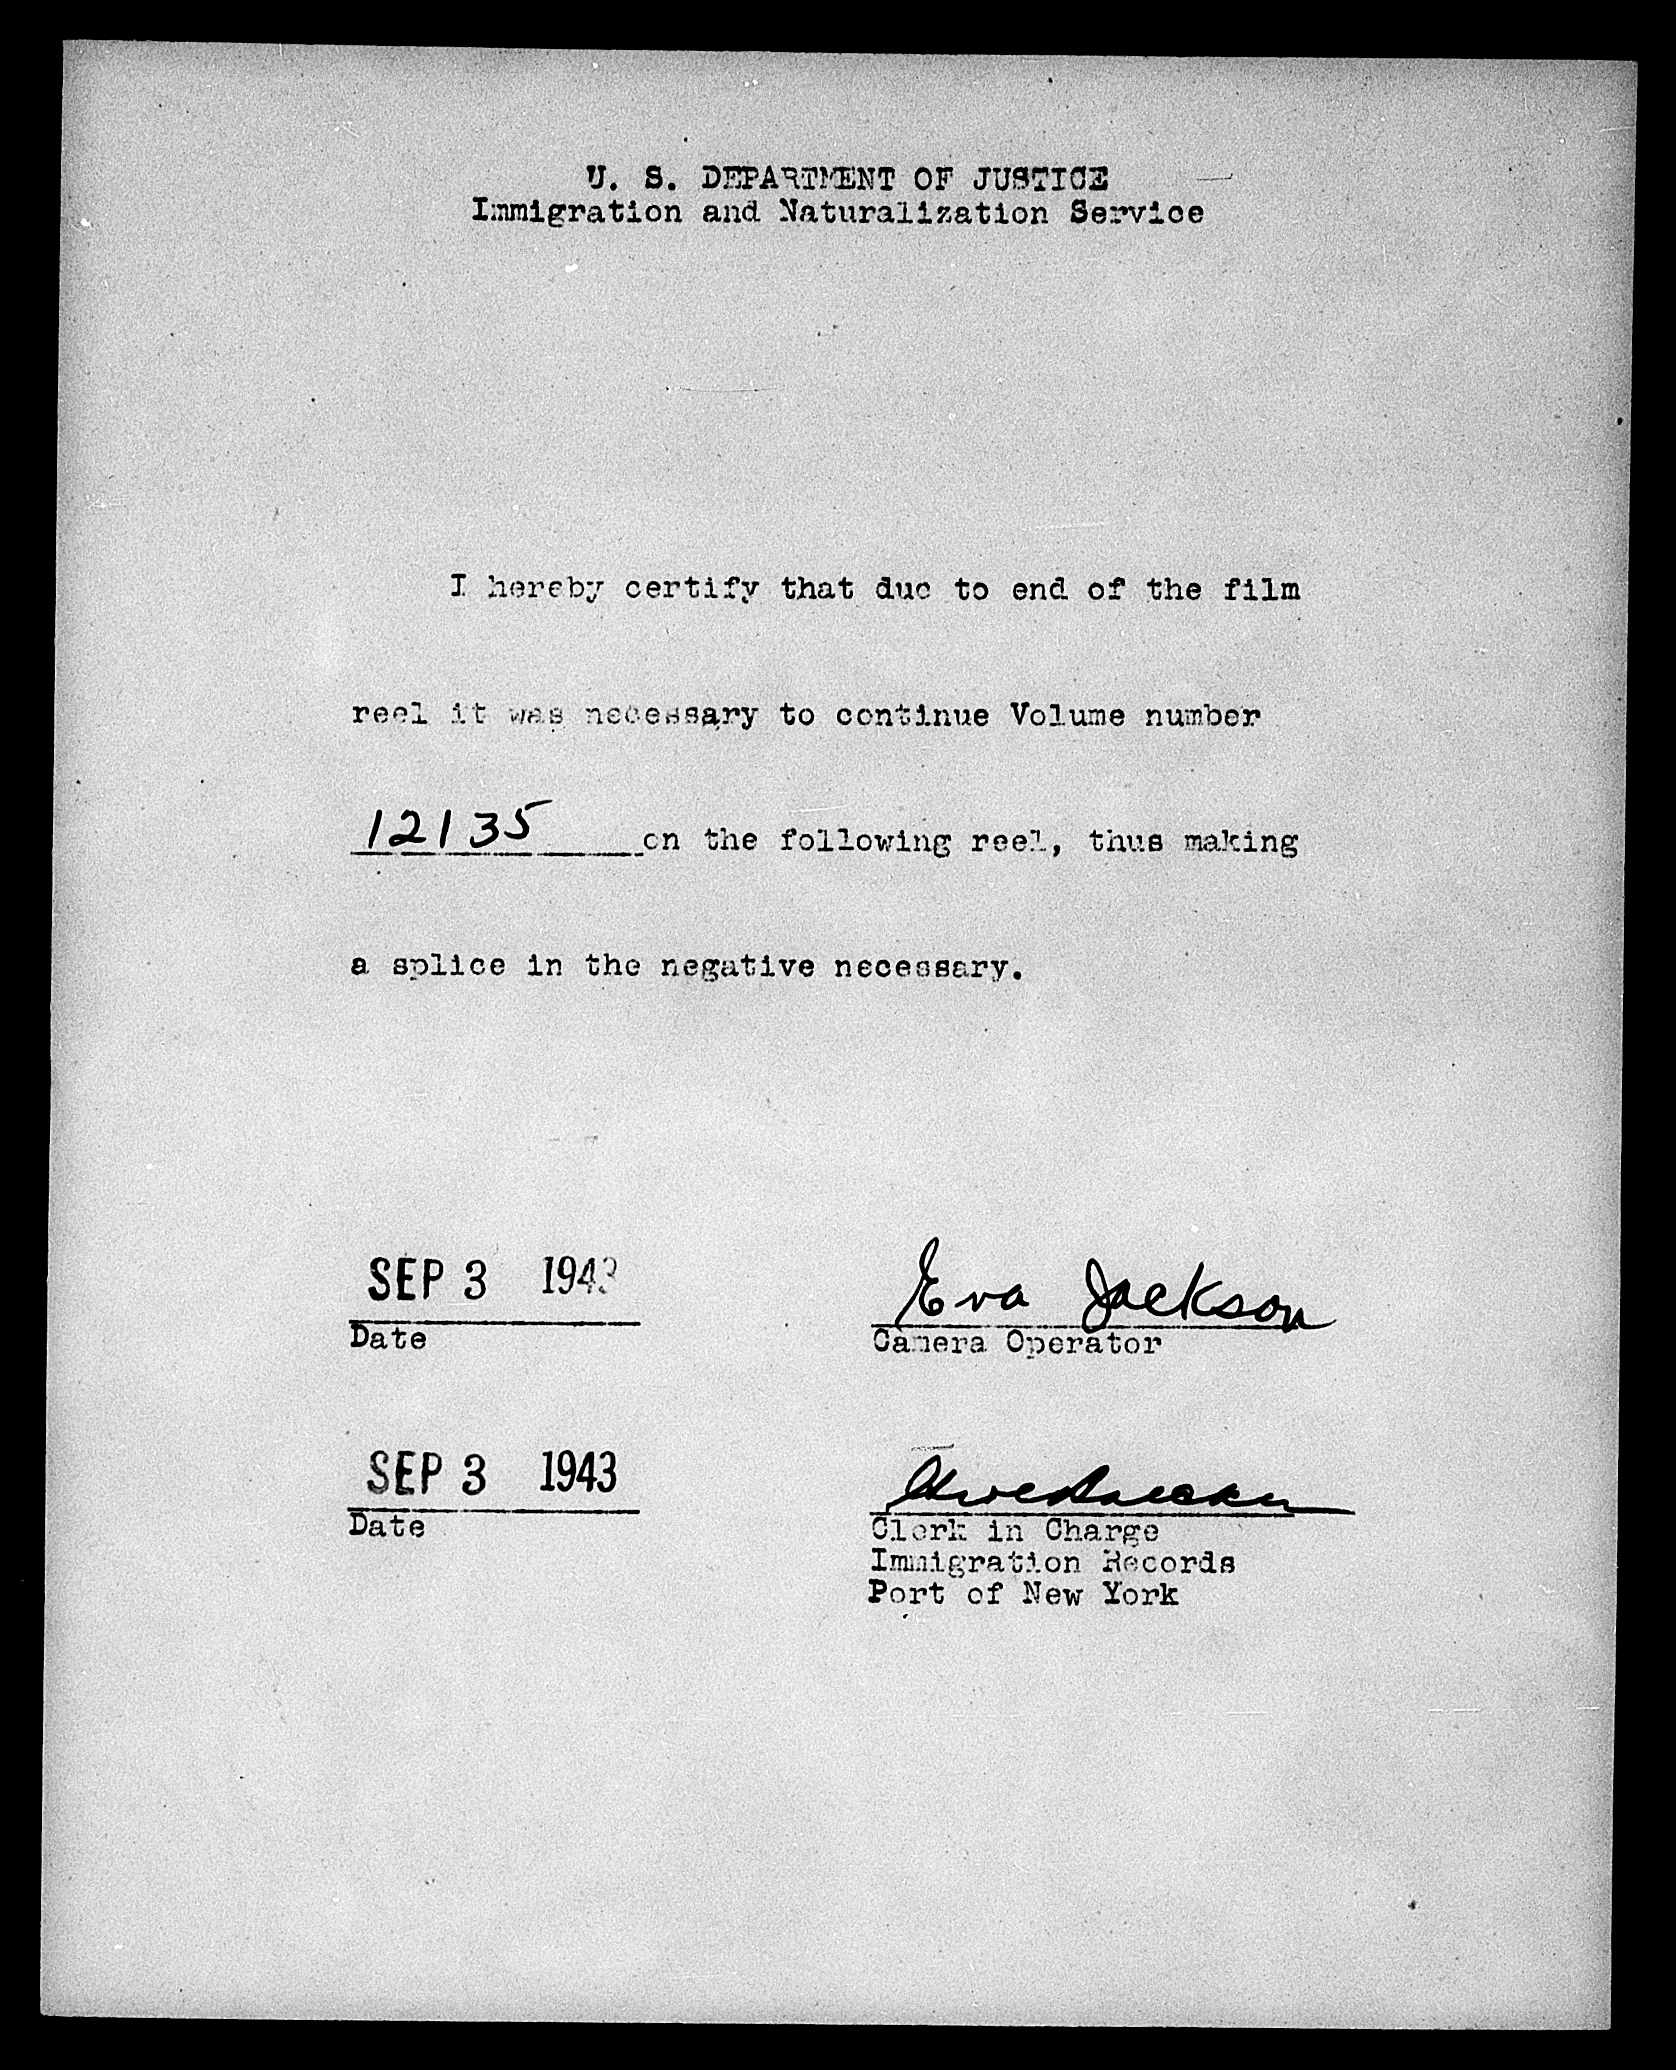 U. S. DEPARTMENT OF JUSTICE
Immigration and Naturalization Service
I hereby certify that due to end of the film
reel it was necessary to continue Volume number
12135 on the following reel, thus making
a splice in the negative necessary.
SEP 3 1943
Eva Jackson
Date
Camera Operator
SEP 3 1943
Date
Clerk in Charge
Immigration Records
Port of New York